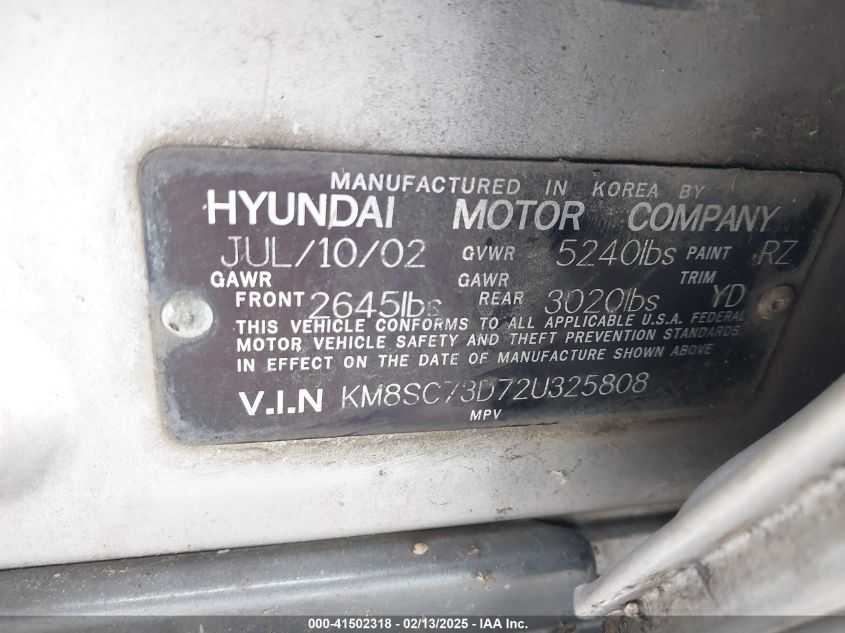 MANUFACTURED IN KOREA BY
HYUNDAI MOTOR COMPANY
JUL/10/02 GVWR 5240lbs PAINT RZ
GAWR GAWR TRIM
FRONT 2645lbs REAR 3020lbs YD
THIS VEHICLE CONFORMS TO ALL APPLICABLE U.S.A. FEDERAL
MOTOR VEHICLE SAFETY AND THEFT PREVENTION STANDARDS
IN EFFECT ON THE DATE OF MANUFACTURE SHOWN ABOVE
V.I.N KM8SC73D72U325808
MPV
000-41502318 - 02/13/2025 - IAA Inc.